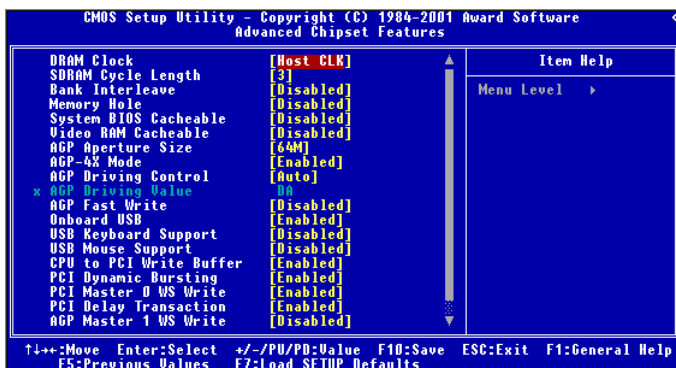 CMOS Setup Utility - Copyright (C) 1984-2001 Award Software
Advanced Chipset Features
DRAM Clock [Host CLK]
SDRAM Cycle Length [3]
Bank Interleave [Disabled]
Memory Hole [Disabled]
System BIOS Cacheable [Disabled]
Video RAM Cacheable [Disabled]
AGP Aperture Size [64M]
AGP-4X Mode [Enabled]
AGP Driving Control [Auto]
x AGP Driving Value DA
AGP Fast Write [Disabled]
Onboard USB [Enabled]
USB Keyboard Support [Disabled]
USB Mouse Support [Disabled]
CPU to PCI Write Buffer [Enabled]
PCI Dynamic Bursting [Enabled]
PCI Master 0 WS Write [Enabled]
PCI Delay Transaction [Enabled]
AGP Master 1 WS Write [Disabled]
Item Help
Menu Level ▸
↑↓→←:Move Enter:Select +/-/PU/PD:Value F10:Save ESC:Exit F1:General Help
F5:Previous Values F7:Load SETUP Defaults